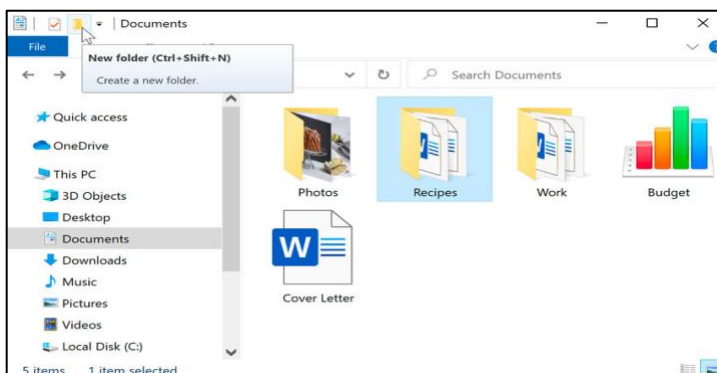 Documents
File
New folder (Ctrl+Shift+N)
Create a new folder.
Search Documents
Quick access
OneDrive
This PC
3D Objects
Desktop
Documents
Downloads
Music
Pictures
Videos
Local Disk (C:)
Photos
Recipes
Work
Budget
W
Cover Letter
5 items 1 item selected